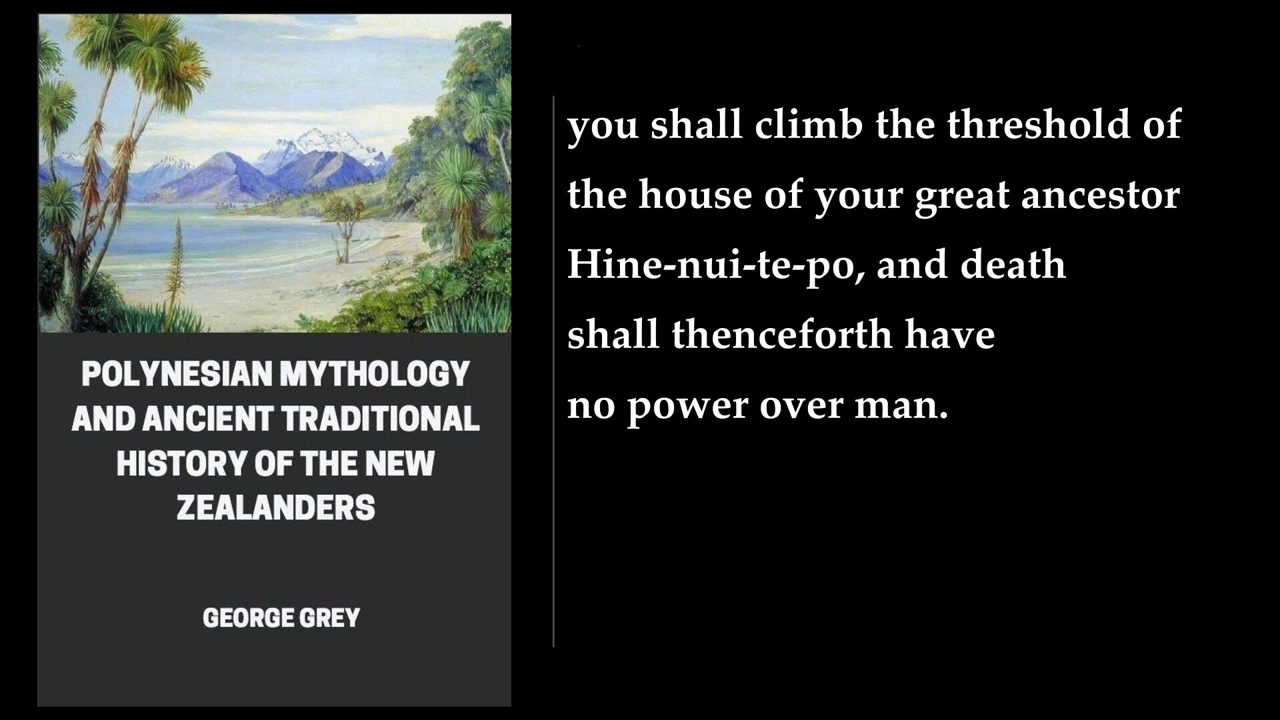 POLYNESIAN MYTHOLOGY
AND ANCIENT TRADITIONAL
HISTORY OF THE NEW
ZEALANDERS
GEORGE GREY
you shall climb the threshold of
the house of your great ancestor
Hine-nui-te-po, and death
shall thenceforth have
no power over man.